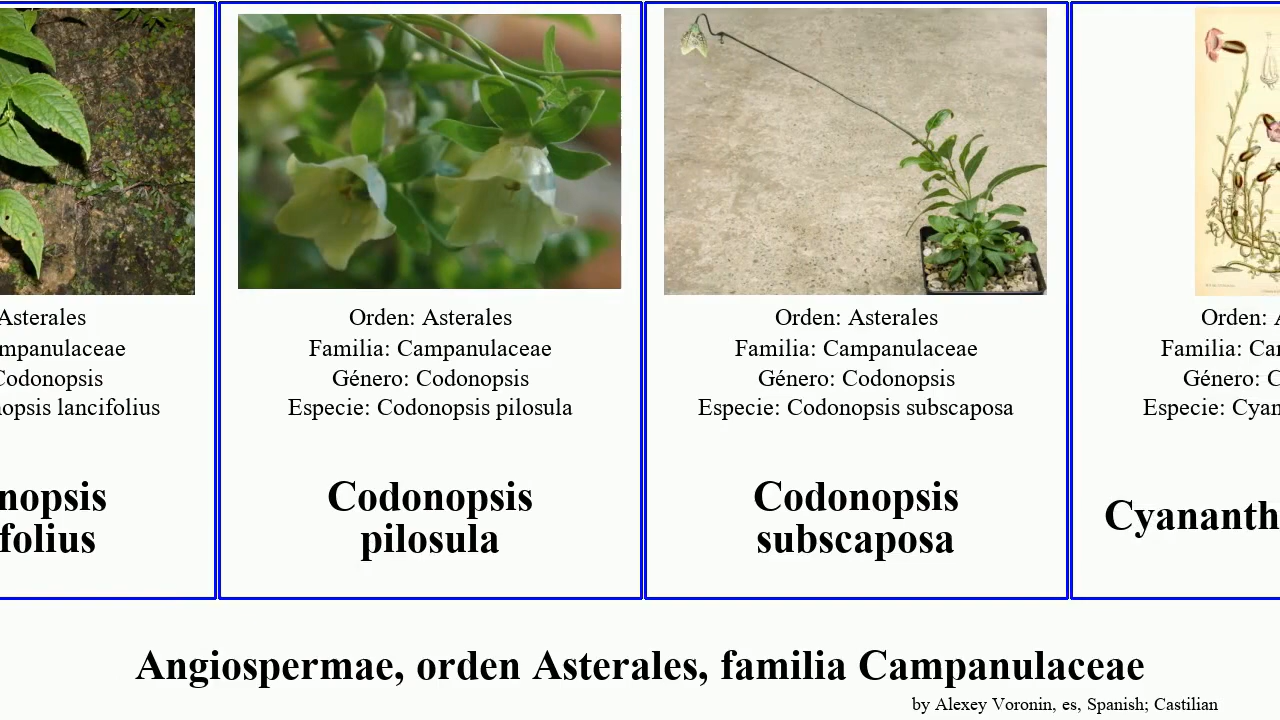 Asterales
mpanulaceae
Codonopsis
opsis lancifolius
nopsis
folius
Orden: Asterales
Familia: Campanulaceae
Género: Codonopsis
Especie: Codonopsis pilosula
Codonopsis
pilosula
Orden: Asterales
Familia: Campanulaceae
Género: Codonopsis
Especie: Codonopsis subscaposa
Codonopsis
subscaposa
Orden: A
Familia: Car
Género: C
Especie: Cyan
Cyananth
Angiospermae, orden Asterales, familia Campanulaceae
by Alexey Voronin, es, Spanish; Castilian